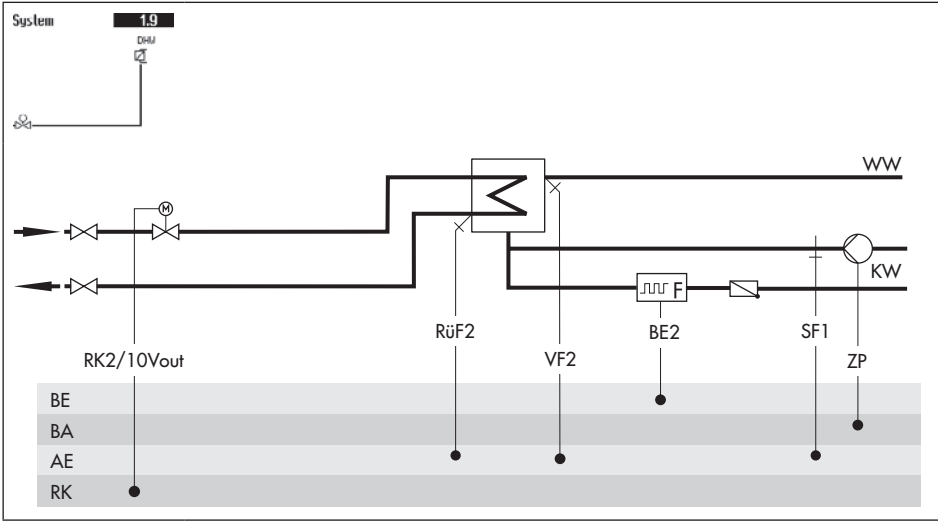 System 1.9
DHW
M
WW
KW
F
RüF2
BE2
SF1
RK2/10Vout
VF2
ZP
BE
BA
AE
RK